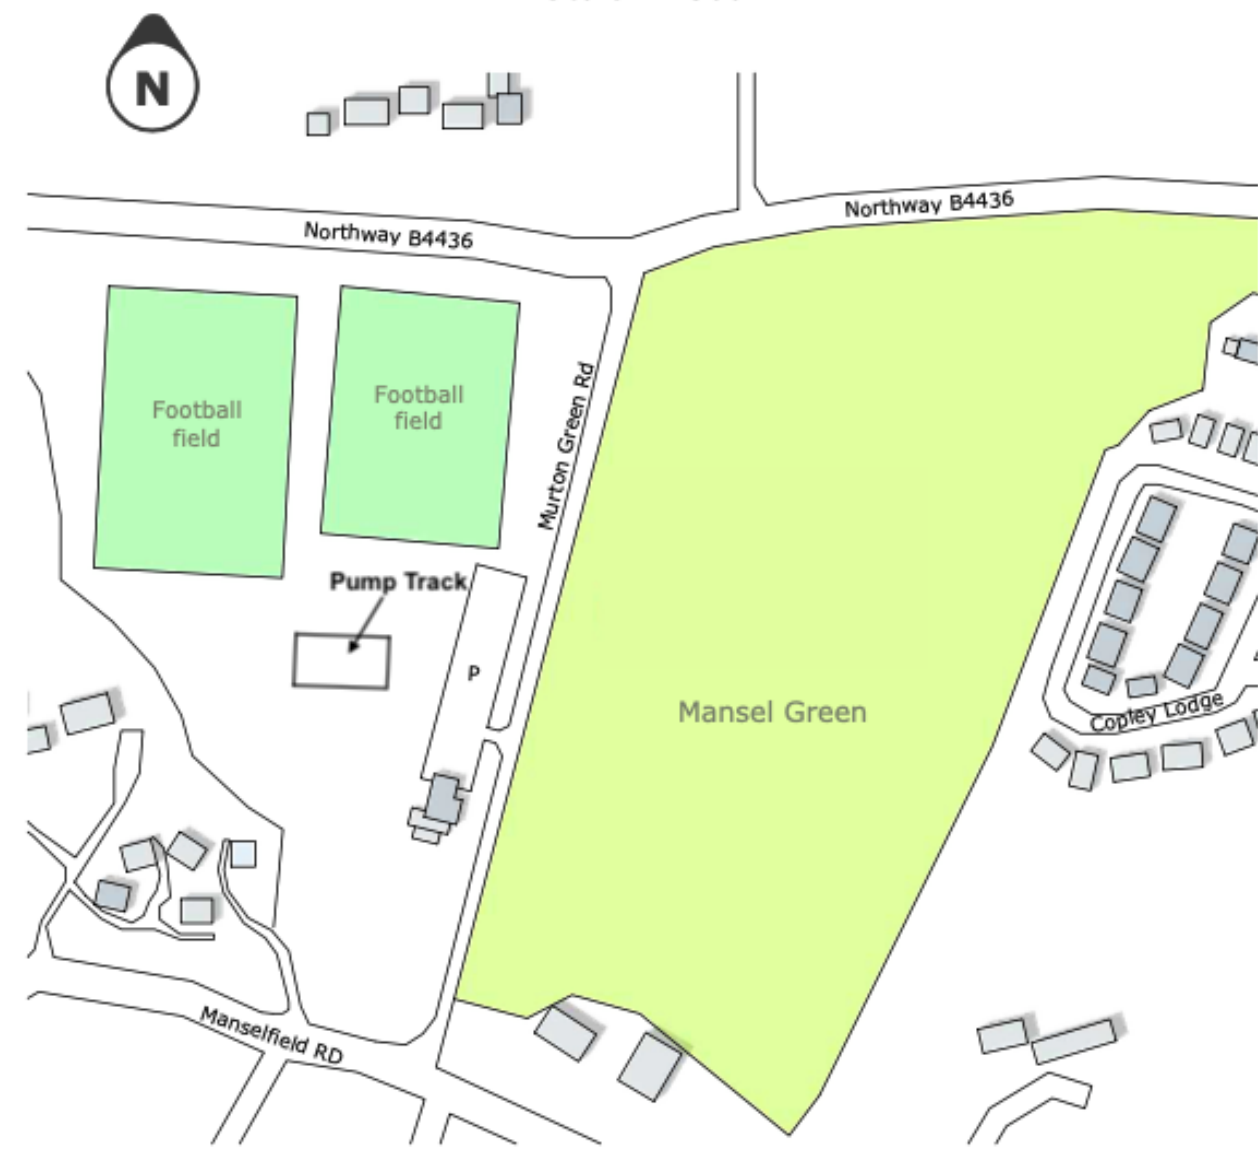 N
Northway B4436
Northway B4436
Football
field
Football
field
Murton Green Rd
Pump Track
P
Mansel Green
Copley Lodge
Manselfield RD